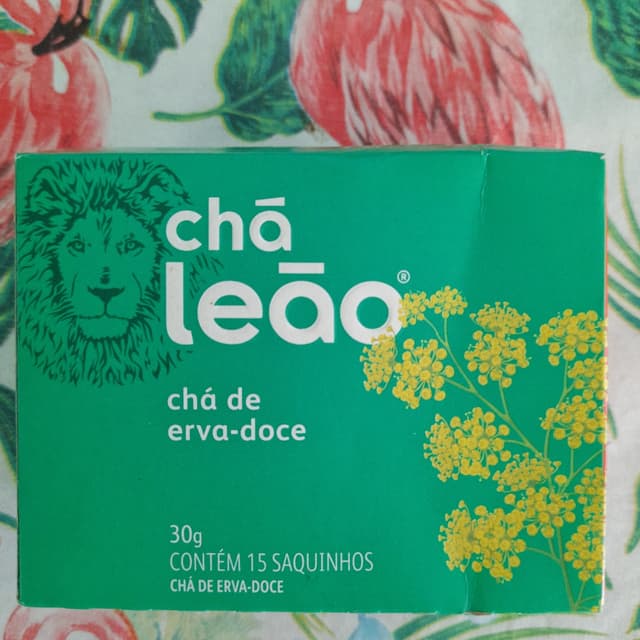 chá
leão®
chá de
erva-doce
30g
CONTÉM 15 SAQUINHOS
CHÁ DE ERVA-DOCE